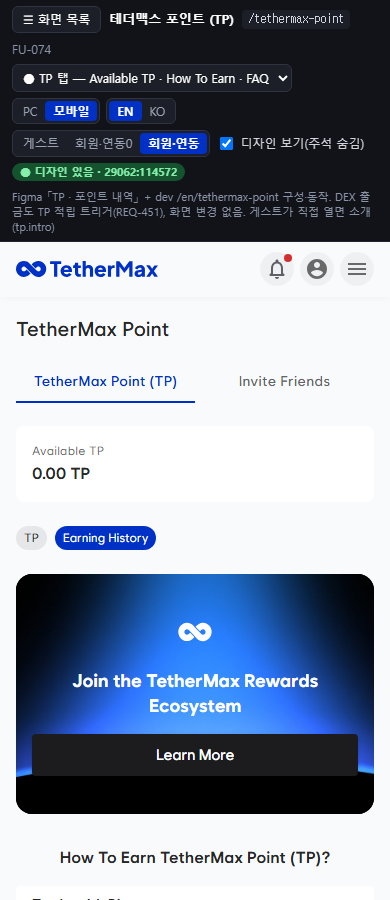 ☰ 화면 목록 테더맥스 포인트 (TP) /tethermax-point
FU-074
● TP 탭 — Available TP · How To Earn · FAQ
PC 모바일 EN KO
게스트 회원·연동0 회원·연동 디자인 보기(주석 숨김)
● 디자인 있음 · 29062:114572
Figma 「TP · 포인트 내역」 + dev /en/tethermax-point 구성·동작. DEX 출
금도 TP 적립 트리거(REQ-451), 화면 변경 없음. 게스트가 직접 열면 소개
(tp.intro)
TetherMax
TetherMax Point
TetherMax Point (TP) Invite Friends
Available TP
0.00 TP
TP Earning History
Join the TetherMax Rewards
Ecosystem
Learn More
How To Earn TetherMax Point (TP)?